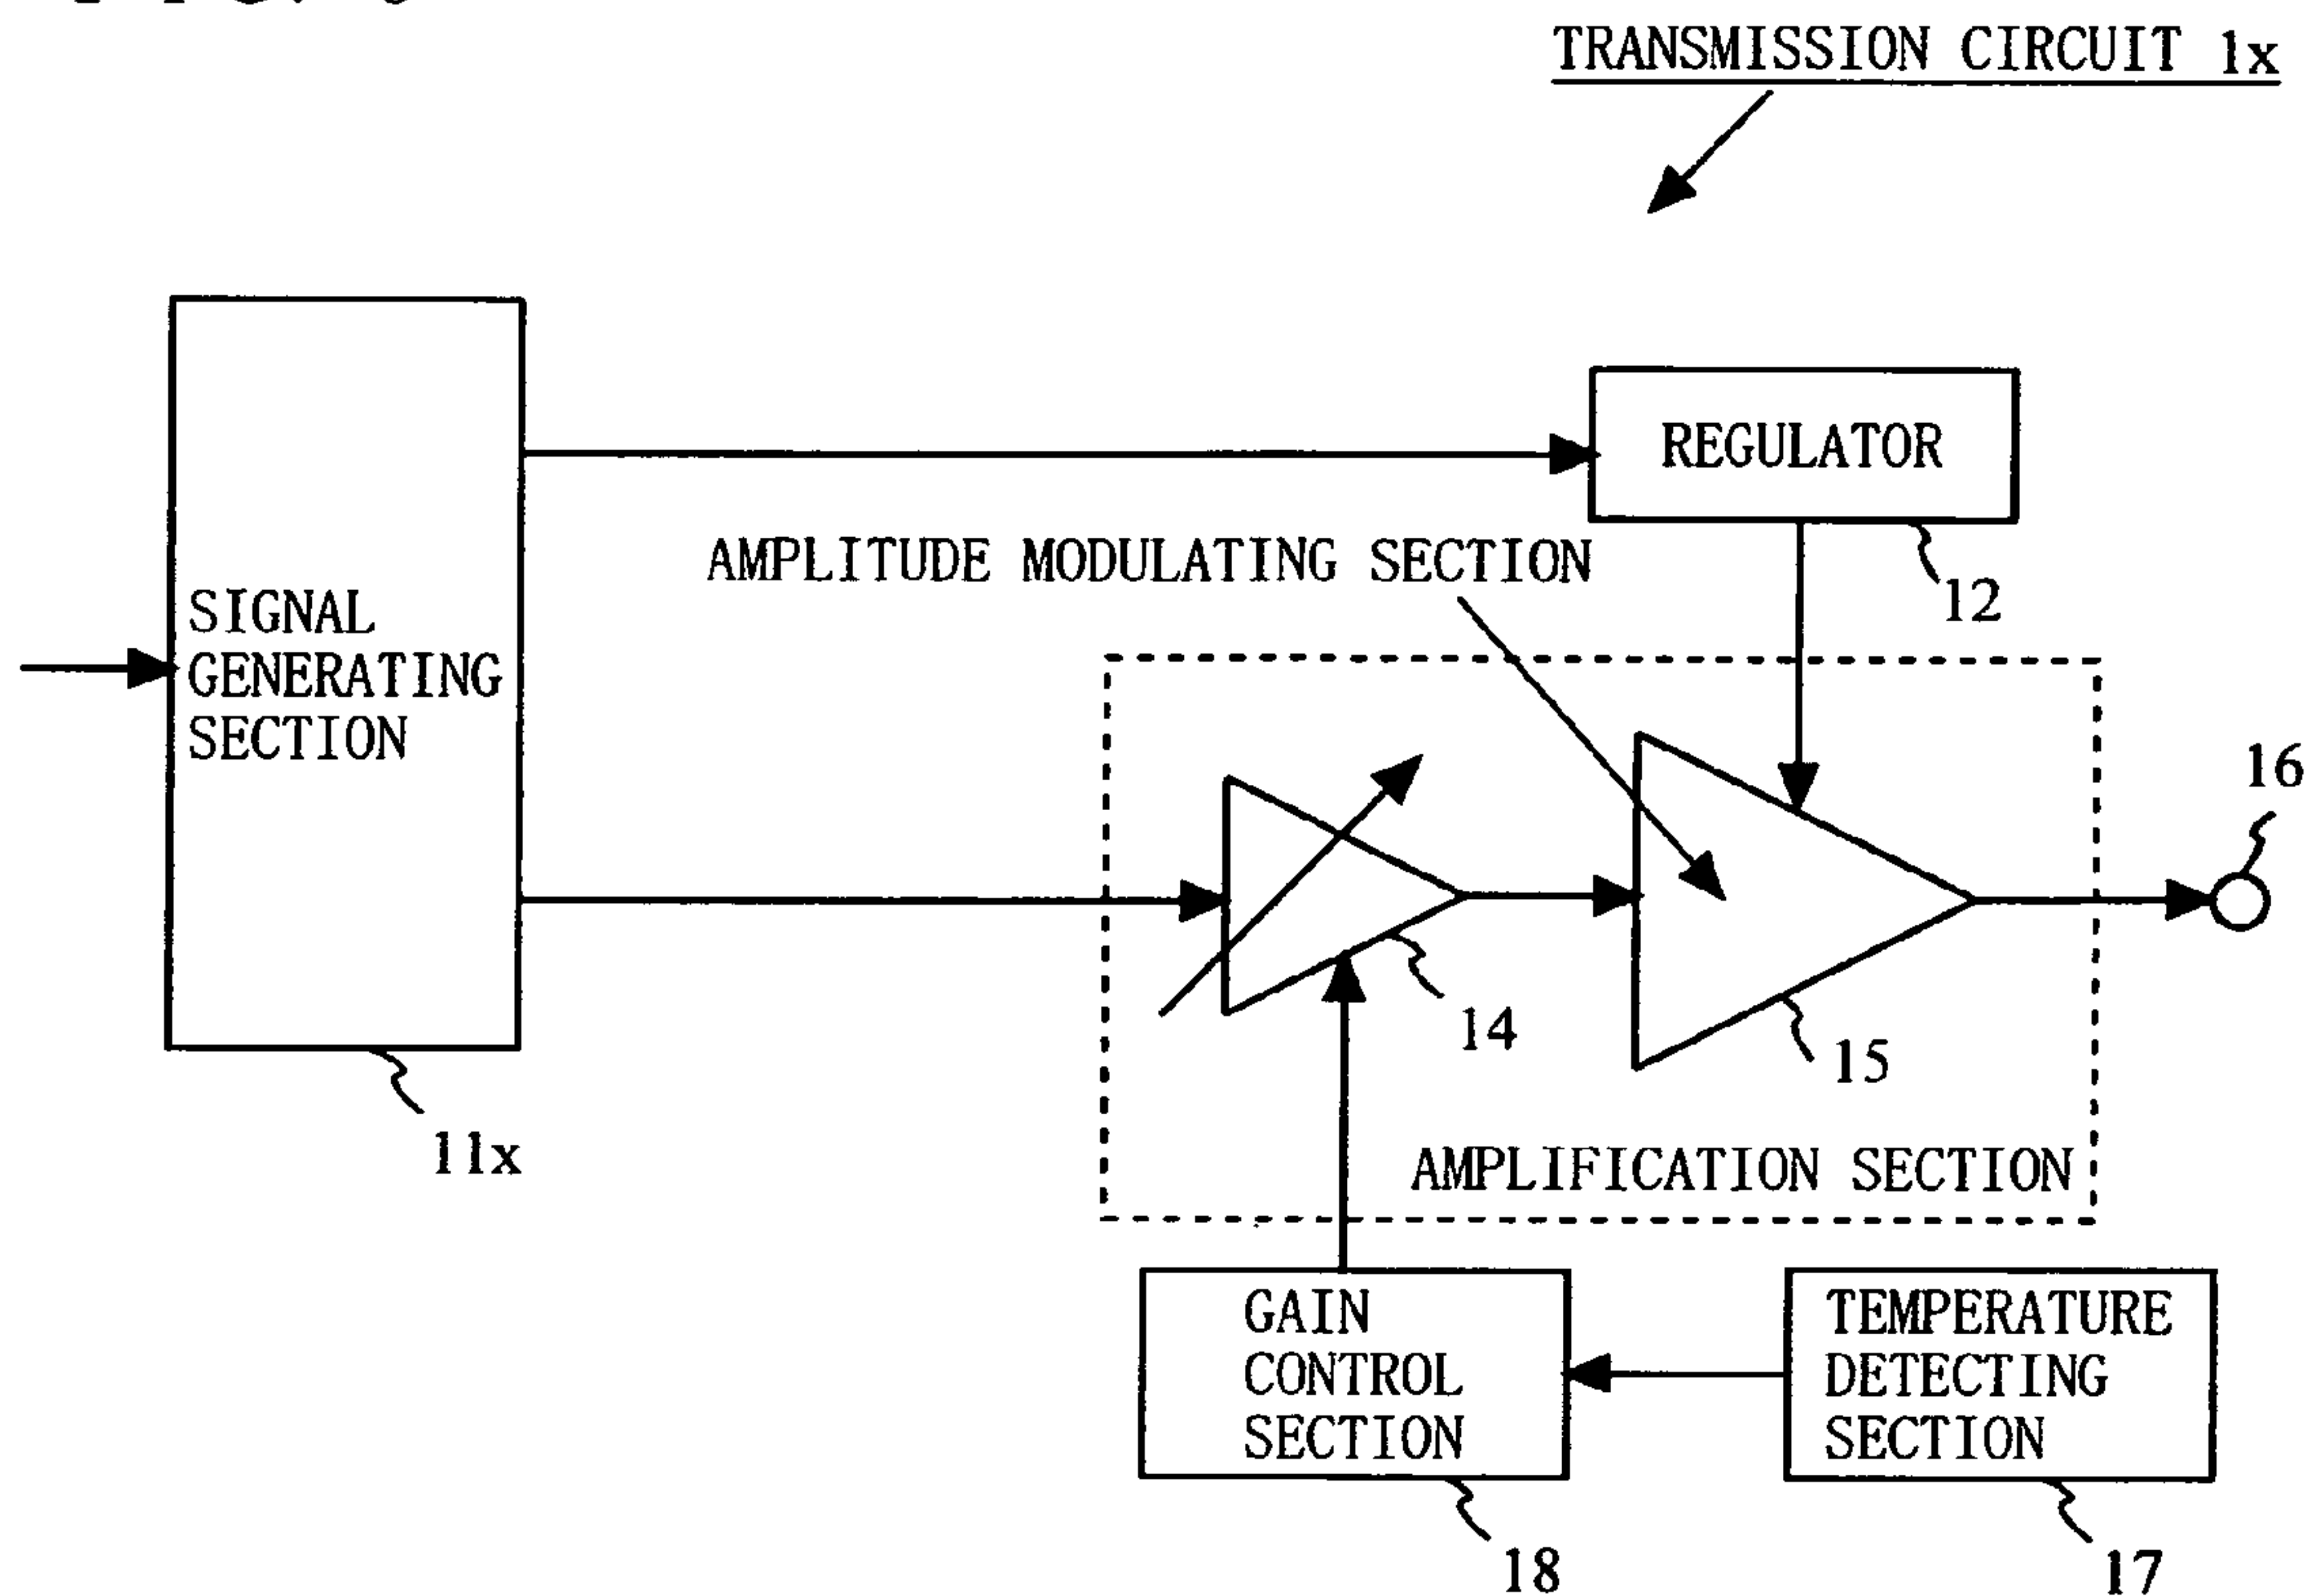 TRANSMISSION CIRCUIT 1x
REGULATOR
12
AMPLITUDE MODULATING SECTION
SIGNAL
GENERATING
SECTION
11x
16
14
15
AMPLIFICATION SECTION
GAIN
CONTROL
SECTION
18
TEMPERATURE
DETECTING
SECTION
17